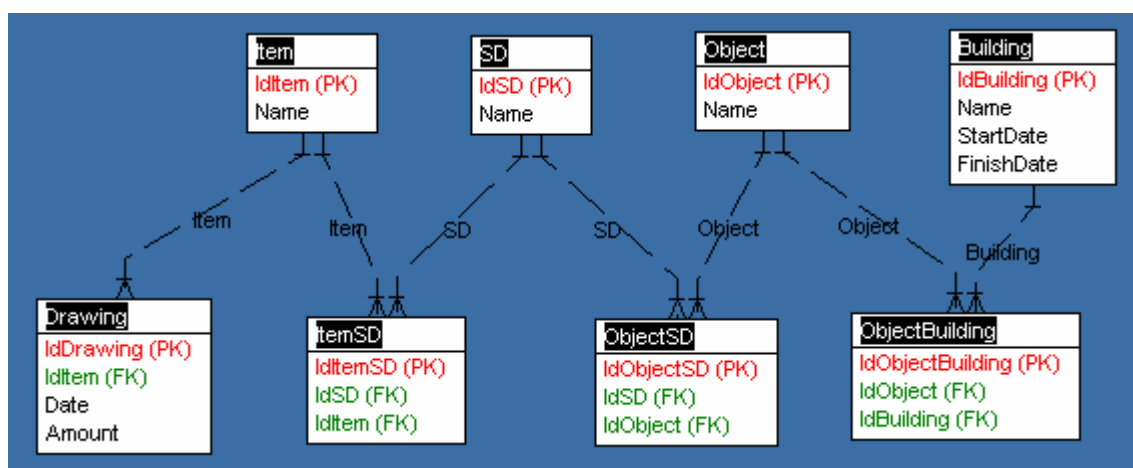 Item
IdItem (PK)
Name
SD
IdSD (PK)
Name
Object
IdObject (PK)
Name
Building
IdBuilding (PK)
Name
StartDate
FinishDate
Item
Item
SD
SD
Object
Object
Building
Drawing
IdDrawing (PK)
IdItem (FK)
Date
Amount
ItemSD
IdItemSD (PK)
IdSD (FK)
IdItem (FK)
ObjectSD
IdObjectSD (PK)
IdSD (FK)
IdObject (FK)
ObjectBuilding
IdObjectBuilding (PK)
IdObject (FK)
IdBuilding (FK)